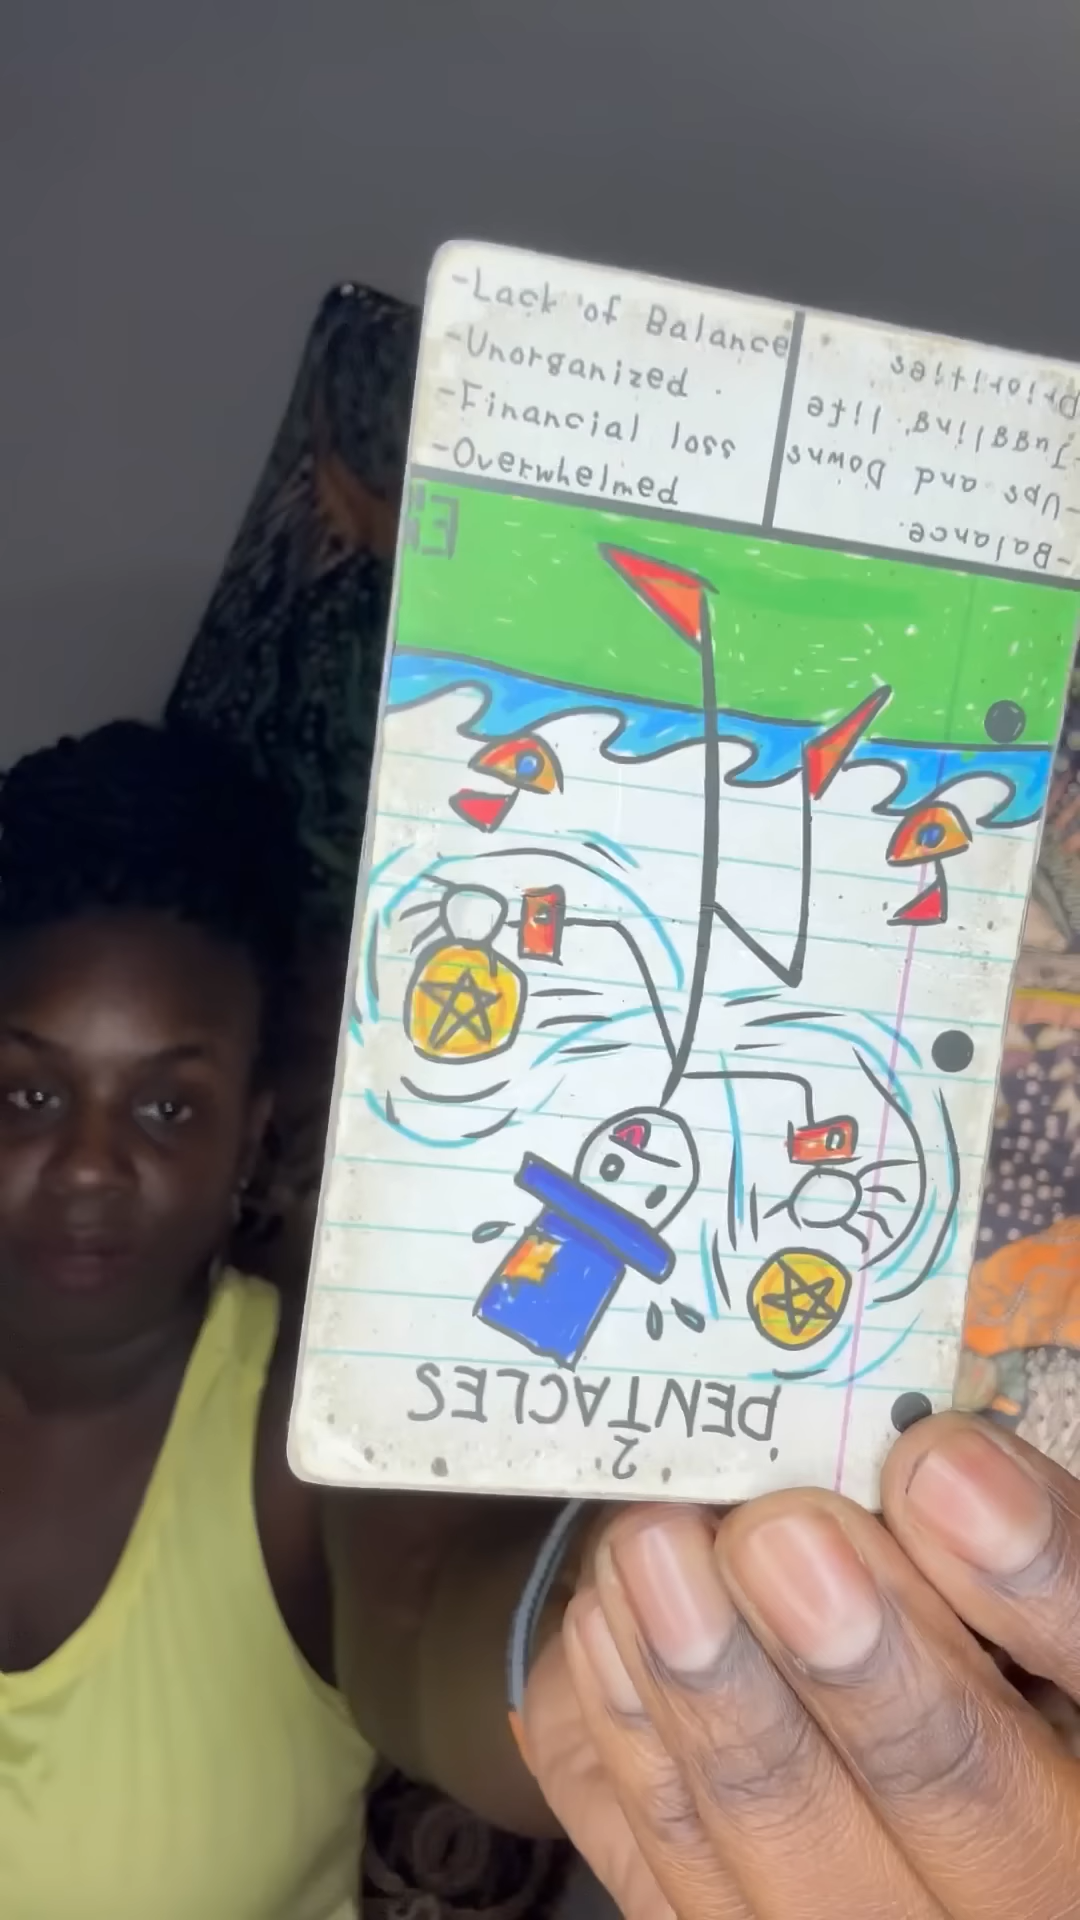 -Lack of Balance
-Unorganized.
-Financial loss
-Overwhelmed
-Balance.
-Ups and Downs
-Juggling, life
priorities
2
PENTACLES